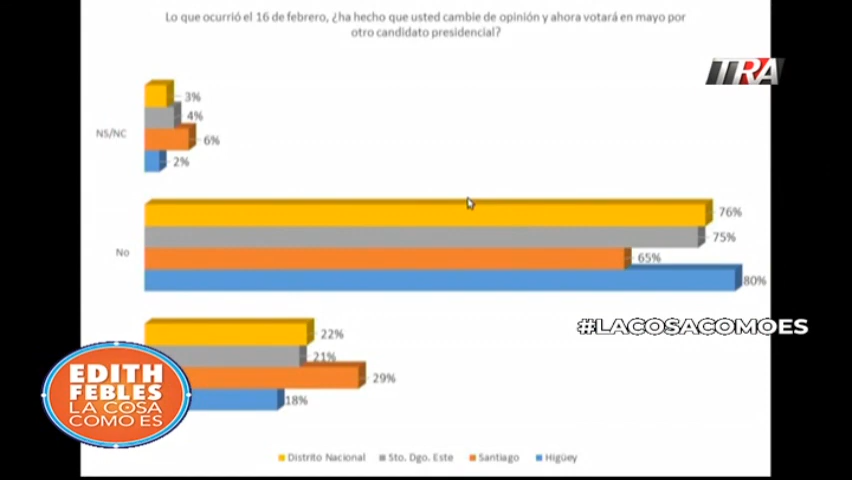 Lo que ocurrió el 16 de febrero, ¿ha hecho que usted cambie de opinión y ahora votará en mayo por
otro candidato presidencial?
TRA
3%
4%
NS/NC
6%
2%
76%
75%
No
65%
80%
#LACOSACOMOES
22%
21%
29%
18%
EDITH
FEBLES
LA COSA
COMO ES
Distrito Nacional
Sto. Dgo. Este
Santiago
Higüey